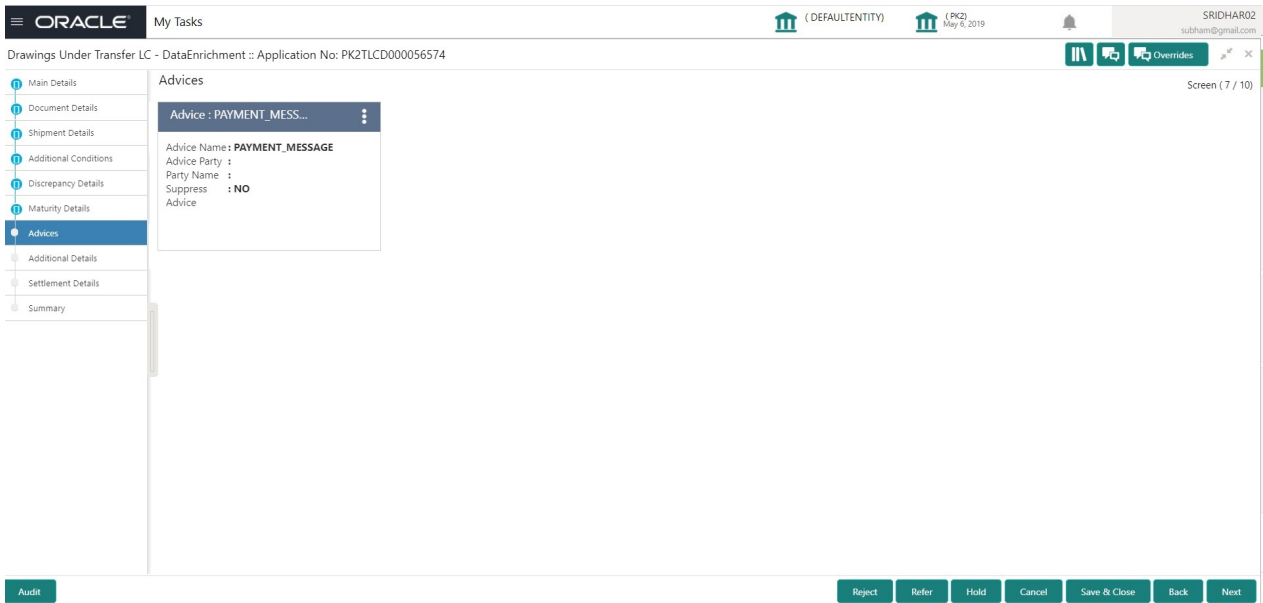 ORACLE
My Tasks
( DEFAULTENTITY)
( PK2)
May 6, 2019
SRIDHAR02
subham@gmail.com
Drawings Under Transfer LC - DataEnrichment :: Application No: PK2TLCD000056574
Overrides
Main Details
Document Details
Shipment Details
Additional Conditions
Discrepancy Details
Maturity Details
Advices
Additional Details
Settlement Details
Summary
Advices
Screen ( 7 / 10)
Advice : PAYMENT_MESS...
Advice Name : PAYMENT_MESSAGE
Advice Party :
Party Name :
Suppress : NO
Advice
Audit
Reject
Refer
Hold
Cancel
Save & Close
Back
Next